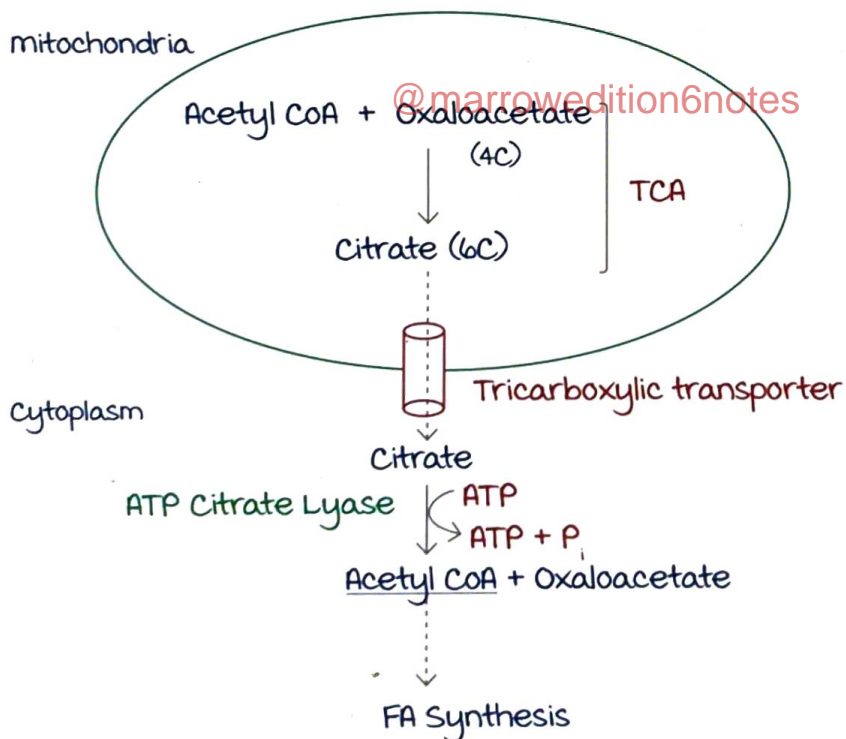 mitochondria
@marrowedition6notes
Acetyl CoA + Oxaloacetate
(4C)
TCA
Citrate (6C)
Tricarboxylic transporter
Cytoplasm
Citrate
ATP Citrate Lyase
ATP
ATP + Pi
Acetyl CoA + Oxaloacetate
FA Synthesis